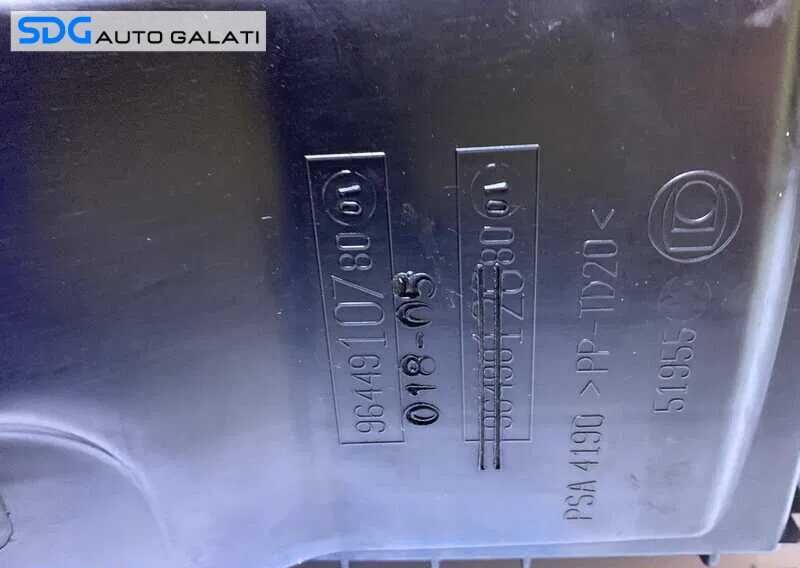 SDG AUTO GALATI
9644910780 01
018-05
80 01
PSA 4190 >PP-TD20<
51955